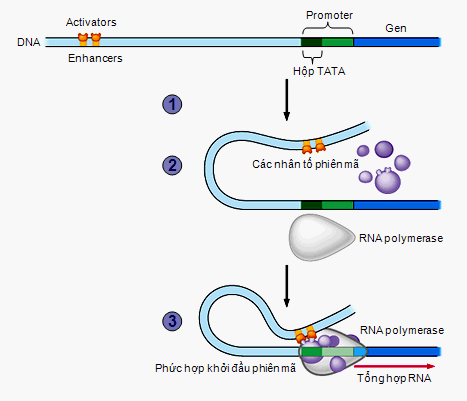 Promoter
Activators
Gen
DNA
Enhancers
Hộp TATA
1
Các nhân tố phiên mã
2
RNA polymerase
3
RNA polymerase
Phức hợp khởi đầu phiên mã
Tổng hợp RNA